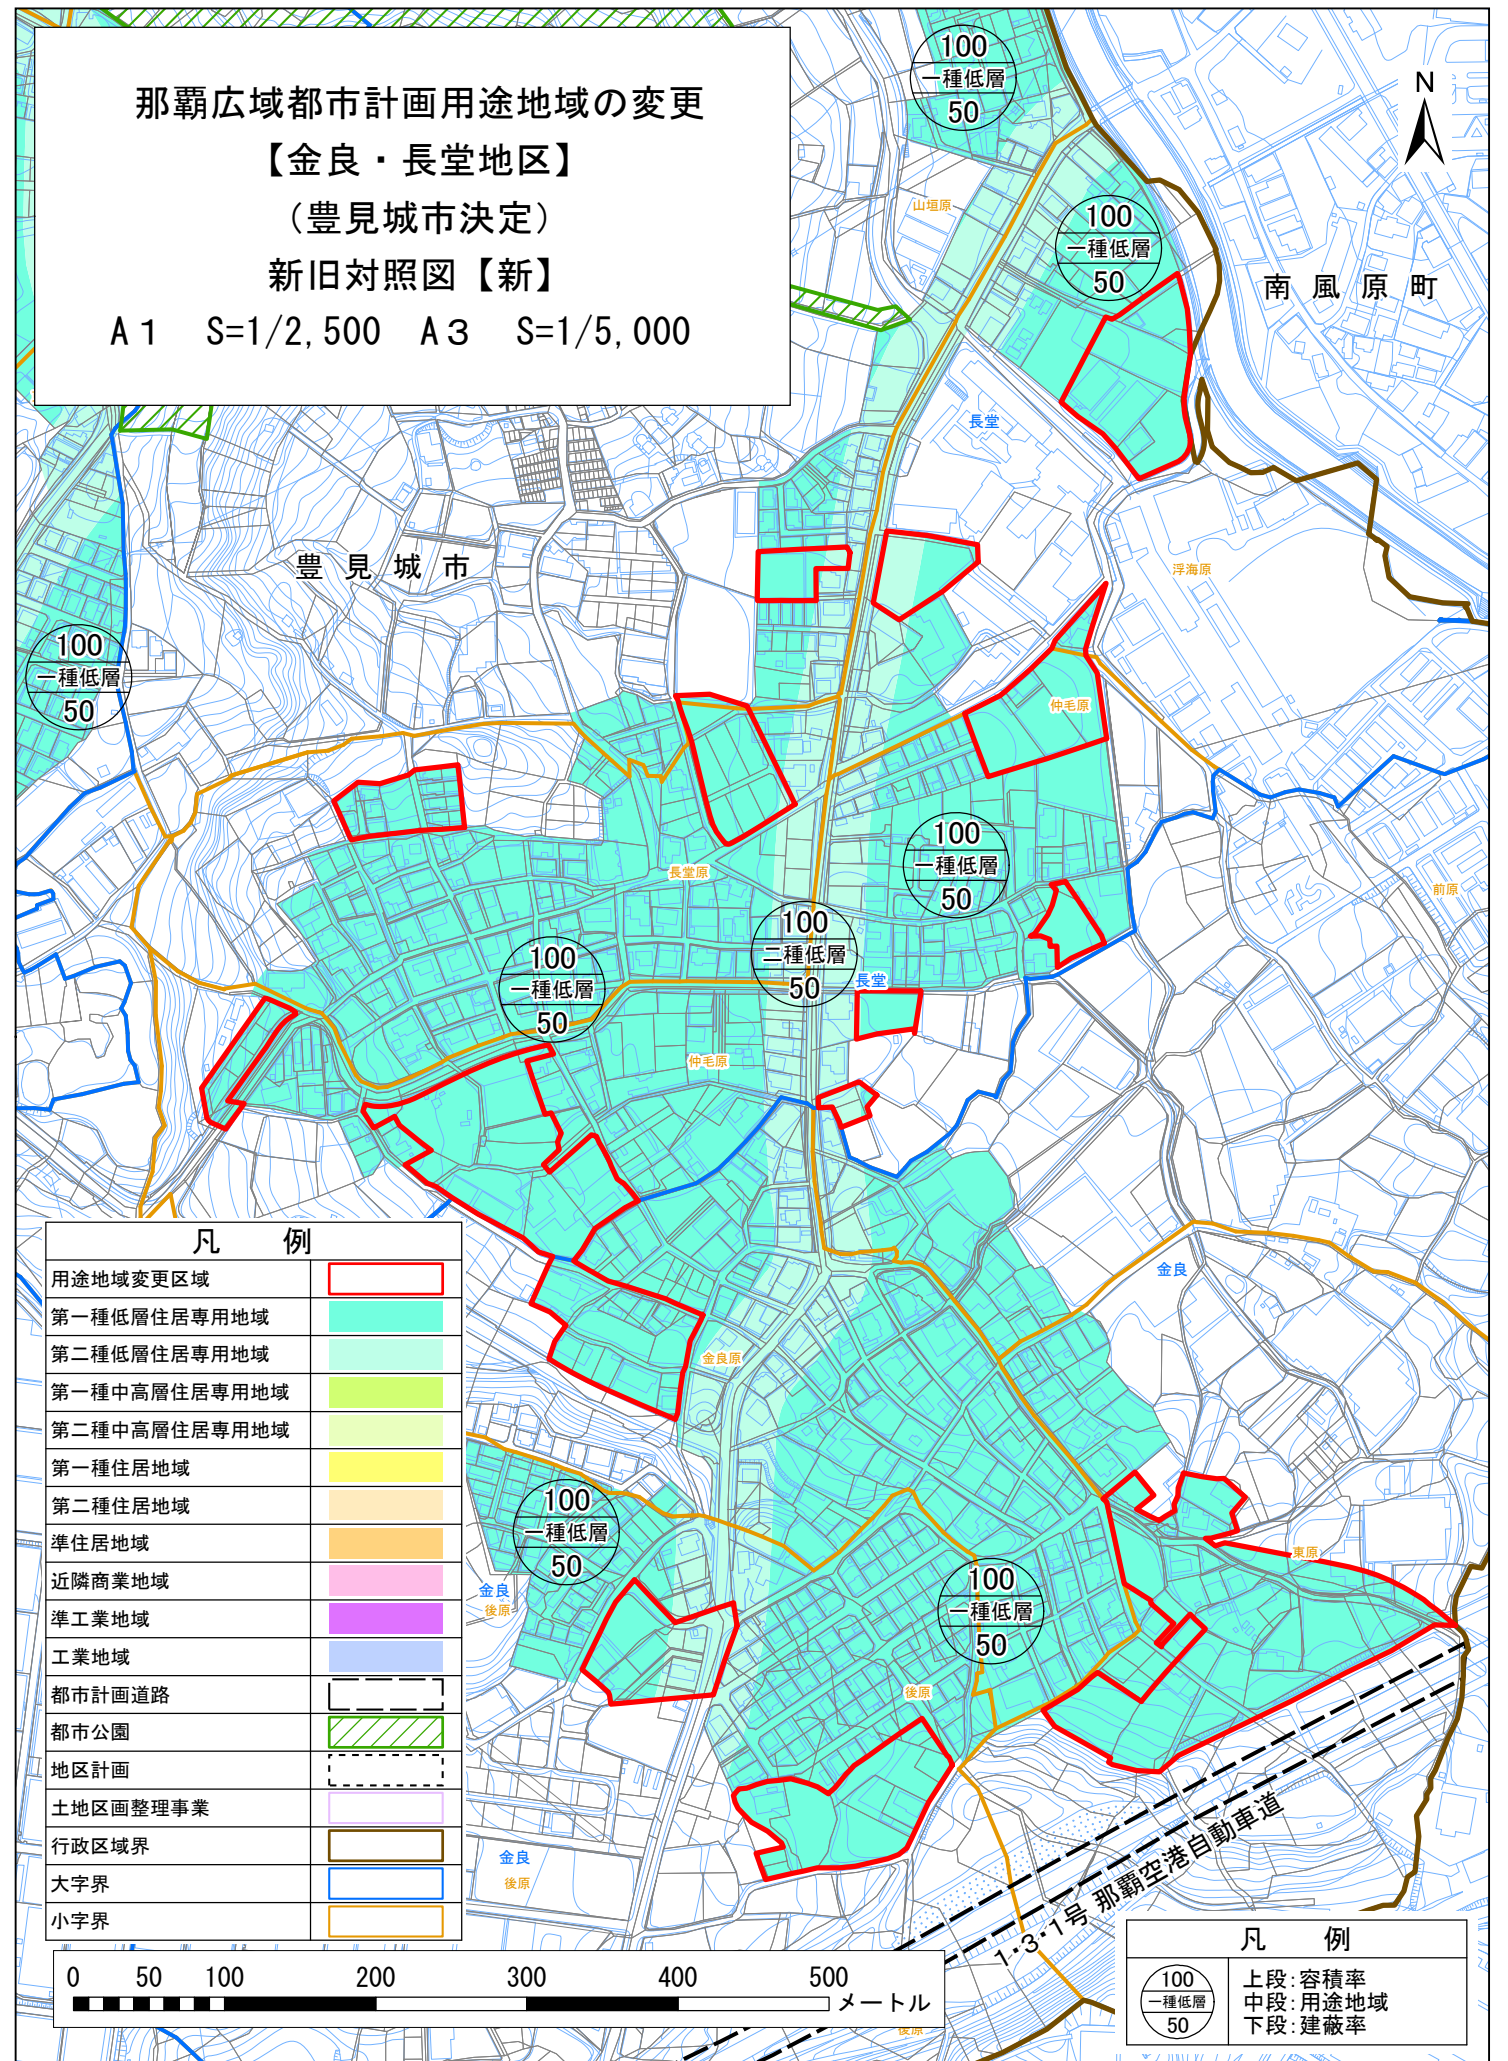 那覇広域都市計画用途地域の変更
【金良・長堂地区】
（豊見城市決定）
新旧対照図【新】
A1 S=1/2,500 A3 S=1/5,000
100
一種低層
50
N
山垣原
100
一種低層
50
南風原町
長堂
豊見城市
浮海原
100
一種低層
50
仲毛原
100
一種低層
50
長堂原
前原
100
二種低層
50
100
一種低層
50
長堂
仲毛原
金良
金良原
100
一種低層
50
東原
金良
後原
100
一種低層
50
後原
金良
後原
1・3・1号 那覇空港自動車道
後原
凡 例
用途地域変更区域
第一種低層住居専用地域
第二種低層住居専用地域
第一種中高層住居専用地域
第二種中高層住居専用地域
第一種住居地域
第二種住居地域
準住居地域
近隣商業地域
準工業地域
工業地域
都市計画道路
都市公園
地区計画
土地区画整理事業
行政区域界
大字界
小字界
0 50 100 200 300 400 500
メートル
凡 例
100
一種低層
50
上段:容積率
中段:用途地域
下段:建蔽率